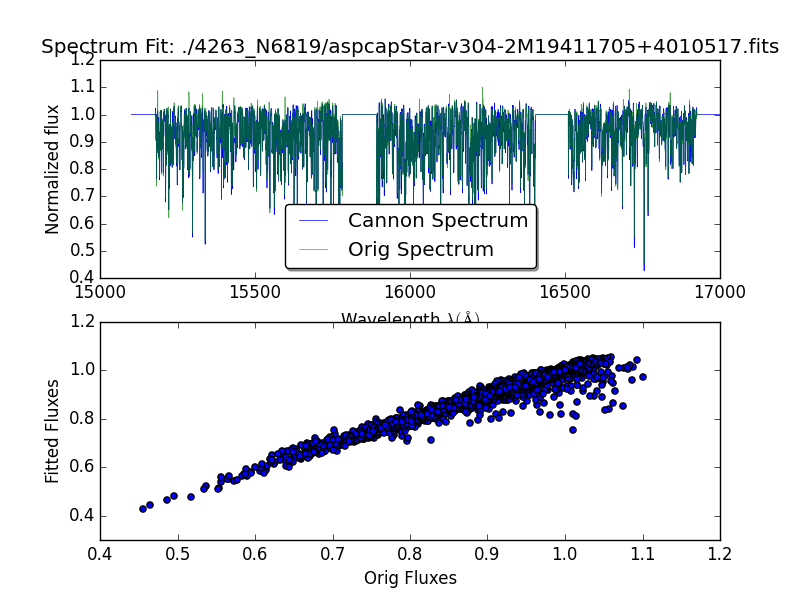 Spectrum Fit: ./4263_N6819/aspcapStar-v304-2M19411705+4010517.fits
1.2
1.1
1.0
0.9
0.8
0.7
0.6
0.5
0.4
Normalized flux
Cannon Spectrum
Orig Spectrum
15000 15500 16000 16500 17000
Wavelength λ(Å)
1.2
1.0
0.8
0.6
0.4
Fitted Fluxes
0.4 0.5 0.6 0.7 0.8 0.9 1.0 1.1 1.2
Orig Fluxes